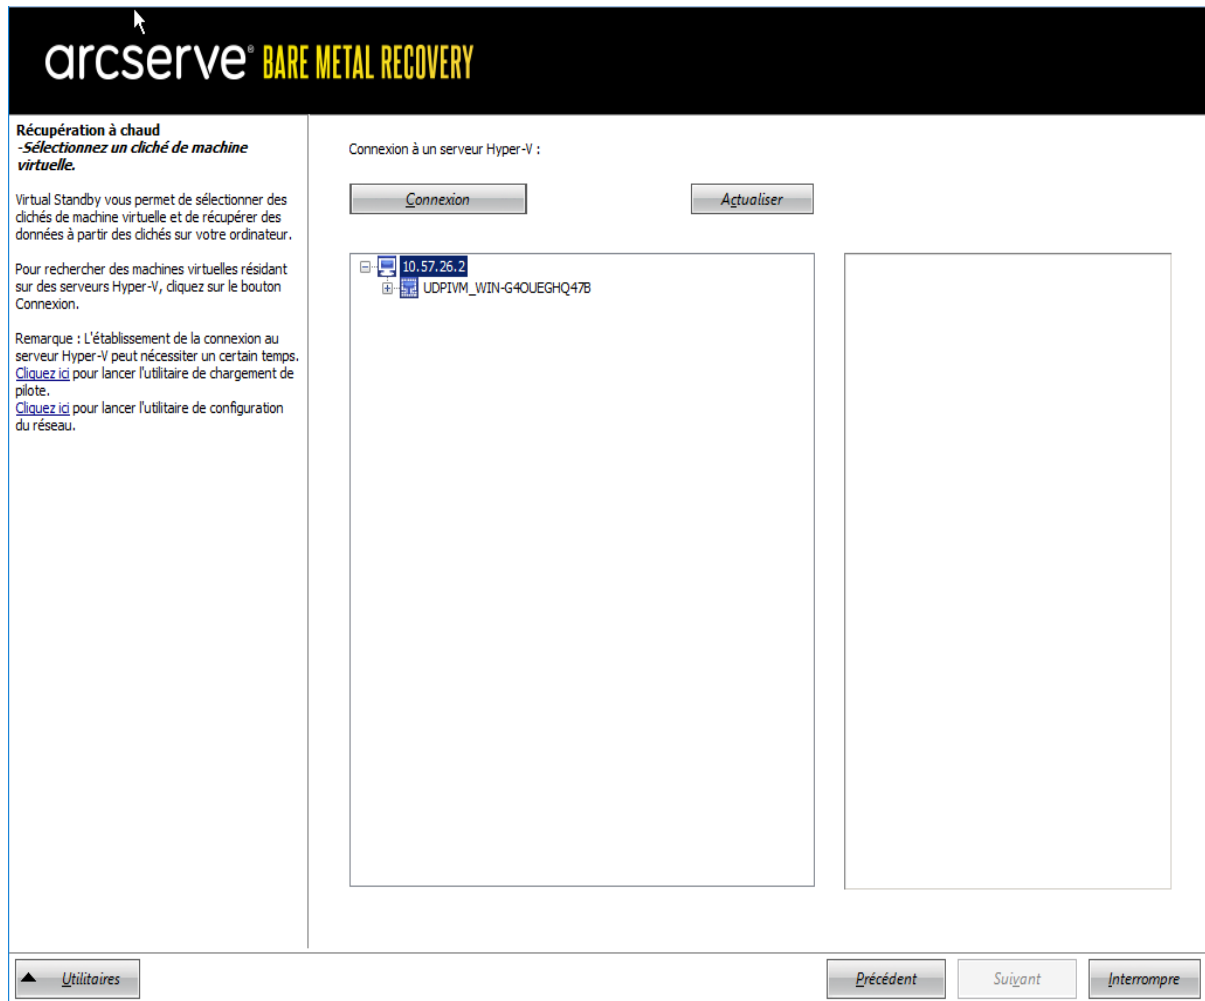 arcserve® BARE METAL RECOVERY
Récupération à chaud
-Sélectionnez un cliché de machine
virtuelle.
Virtual Standby vous permet de sélectionner des
clichés de machine virtuelle et de récupérer des
données à partir des clichés sur votre ordinateur.
Pour rechercher des machines virtuelles résidant
sur des serveurs Hyper-V, cliquez sur le bouton
Connexion.
Remarque : L'établissement de la connexion au
serveur Hyper-V peut nécessiter un certain temps.
Cliquez ici pour lancer l'utilitaire de chargement de
pilote.
Cliquez ici pour lancer l'utilitaire de configuration
du réseau.
Connexion à un serveur Hyper-V :
Connexion
Actualiser
10.57.26.2
UDPIVM_WIN-G4OUEGHQ47B
Utilitaires
Précédent
Suivant
Interrompre